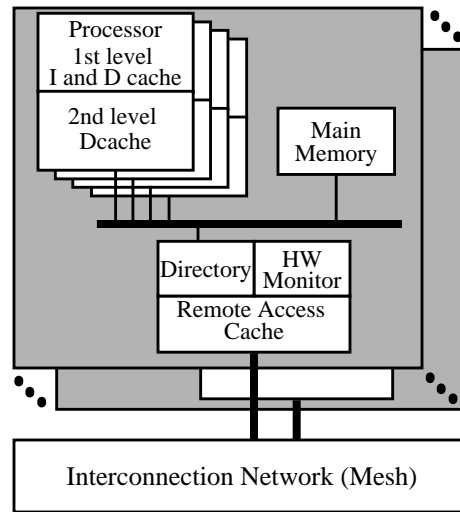 Processor
1st level
I and D cache
2nd level
Dcache
Main
Memory
Directory
HW
Monitor
Remote Access
Cache
Interconnection Network (Mesh)